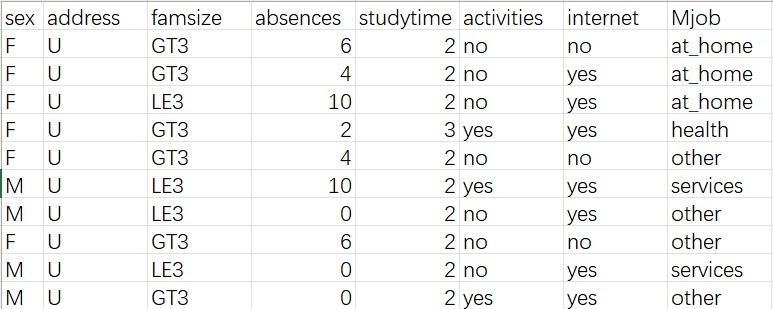 sex address famsize absences studytime activities internet Mjob
F U GT3 6 2 no no at_home
F U GT3 4 2 no yes at_home
F U LE3 10 2 no yes at_home
F U GT3 2 3 yes yes health
F U GT3 4 2 no no other
M U LE3 10 2 yes yes services
M U LE3 0 2 no yes other
F U GT3 6 2 no no other
M U LE3 0 2 no yes services
M U GT3 0 2 yes yes other